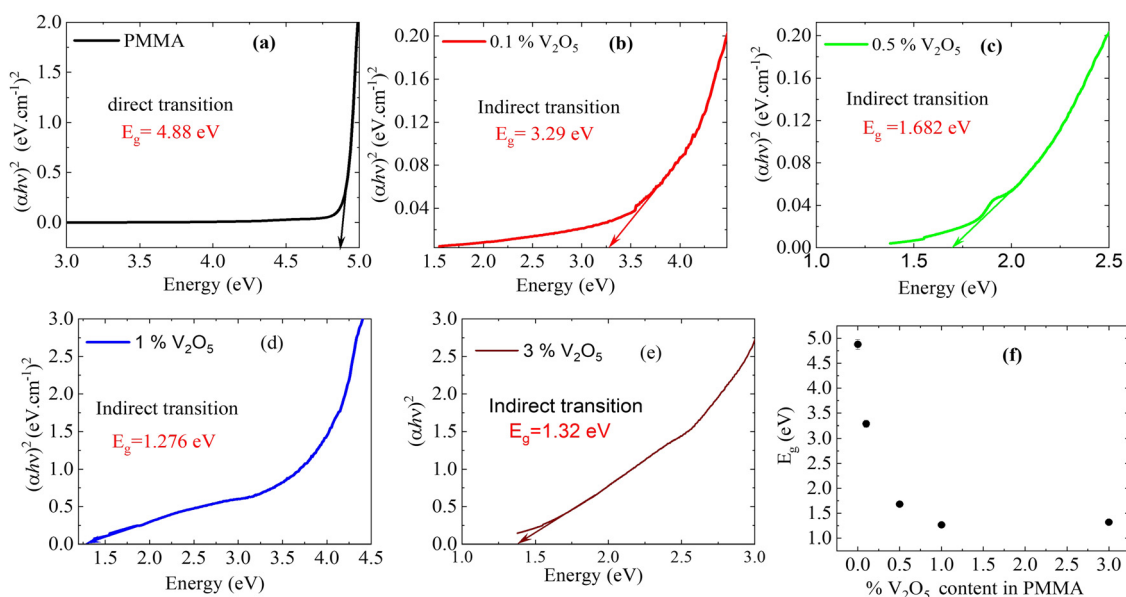 PMMA
(a)
direct transition
E_g= 4.88 eV
(αhν)² (eV.cm⁻¹)²
2.0
1.5
1.0
0.5
0.0
3.0 3.5 4.0 4.5 5.0
Energy (eV)
0.1 % V₂O₅
(b)
Indirect transition
E_g= 3.29 eV
(αhν)² (eV.cm⁻¹)²
0.20
0.16
0.12
0.08
0.04
1.5 2.0 2.5 3.0 3.5 4.0
Energy (eV)
0.5 % V₂O₅
(c)
Indirect transition
E_g =1.682 eV
(αhν)² (eV.cm⁻¹)²
0.20
0.16
0.12
0.08
0.04
0.00
1.0 1.5 2.0 2.5
Energy (eV)
1 % V₂O₅
(d)
Indirect transition
E_g=1.276 eV
(αhν)² (eV.cm⁻¹)²
3.0
2.5
2.0
1.5
1.0
0.5
0.0
1.5 2.0 2.5 3.0 3.5 4.0 4.5
Energy (eV)
3 % V₂O₅
(e)
Indirect transition
E_g=1.32 eV
(αhν)²
3.0
2.5
2.0
1.5
1.0
0.5
0.0
1.0 1.5 2.0 2.5 3.0
Energy (eV)
(f)
E_g (eV)
5.0
4.5
4.0
3.5
3.0
2.5
2.0
1.5
1.0
0.0 0.5 1.0 1.5 2.0 2.5 3.0
% V₂O₅ content in PMMA